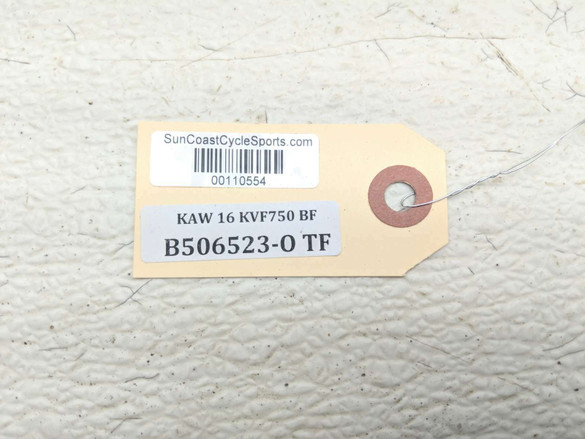 SunCoastCycleSports.com
00110554
KAW 16 KVF750 BF
B506523-O TF